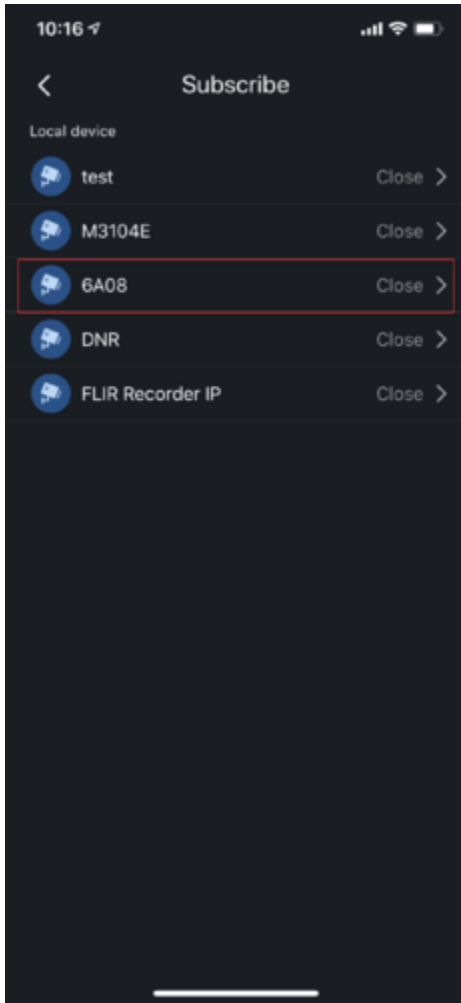 10:16
Subscribe
Local device
test Close
M3104E Close
6A08 Close
DNR Close
FLIR Recorder IP Close